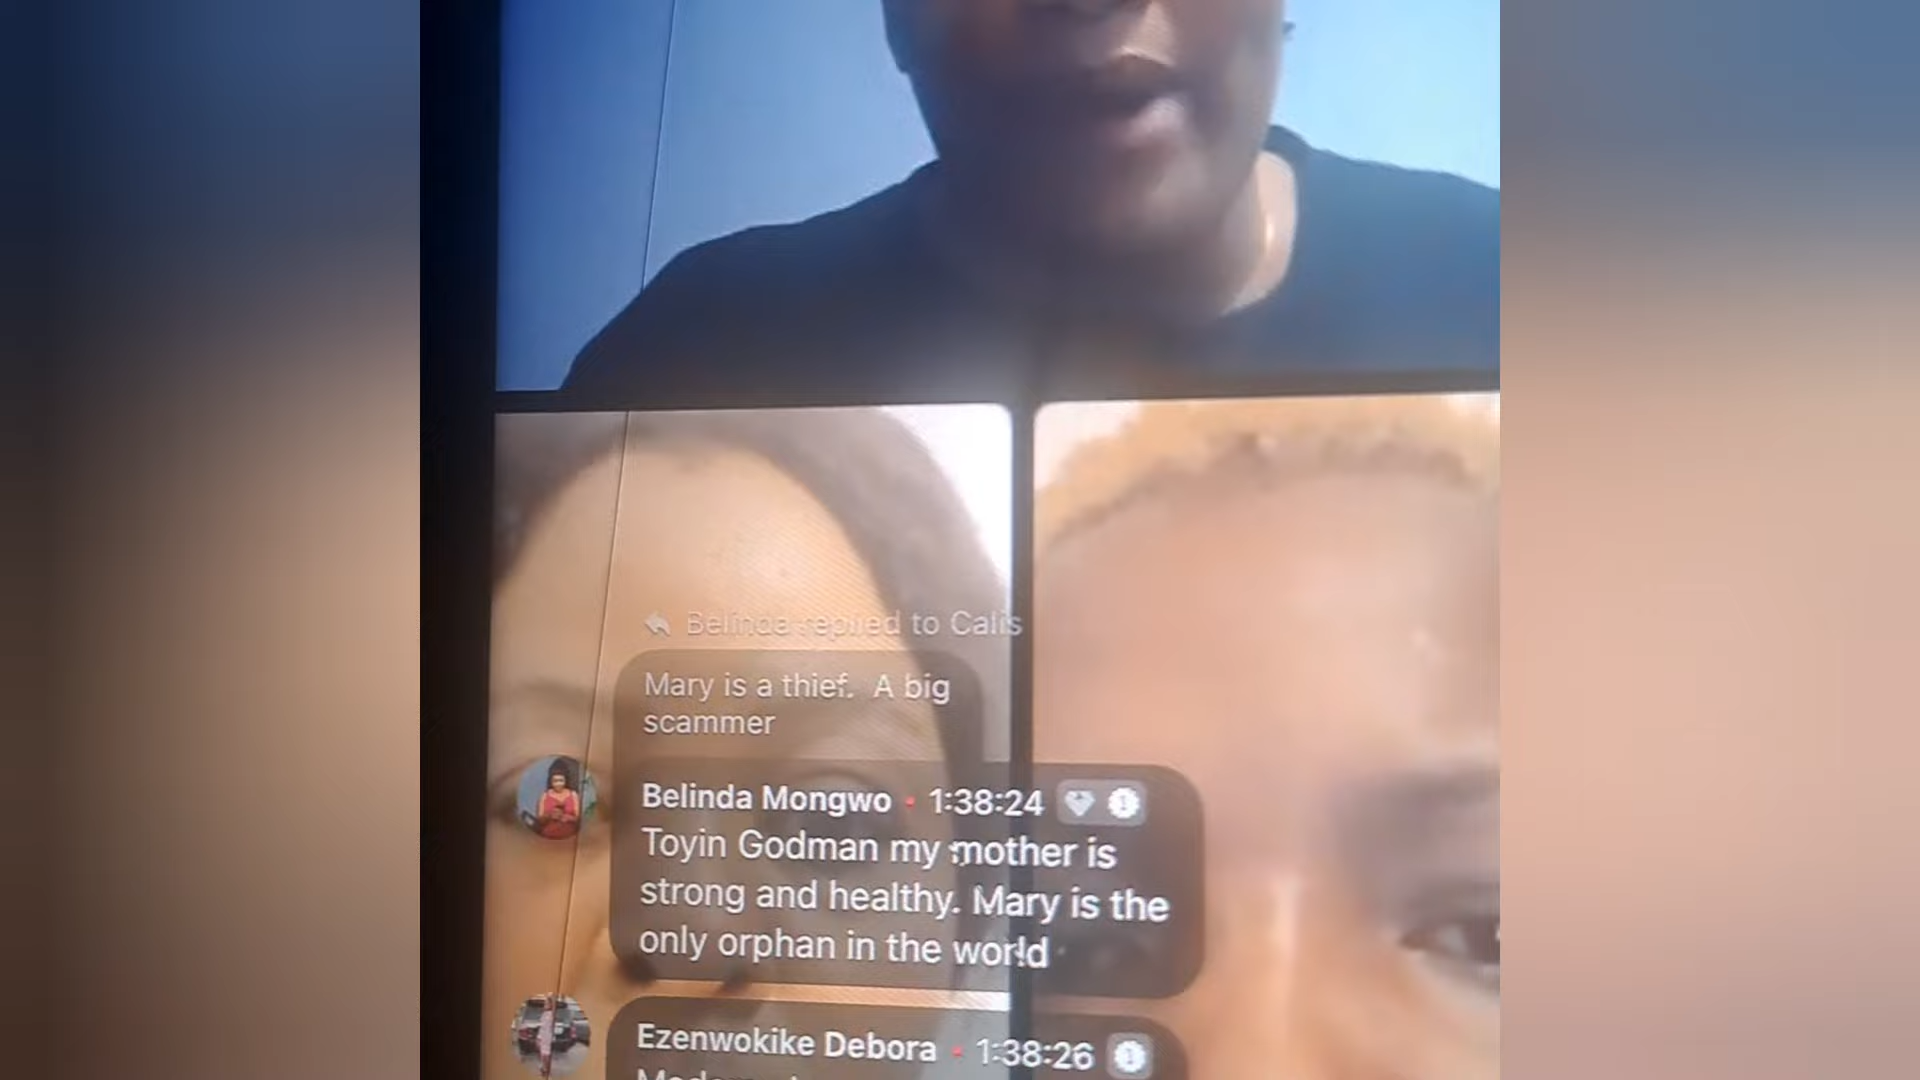 Belinda replied to Calis
Mary is a thief. A big
scammer
Belinda Mongwo • 1:38:24
Toyin Godman my mother is
strong and healthy. Mary is the
only orphan in the world
Ezenwokike Debora • 1:38:26